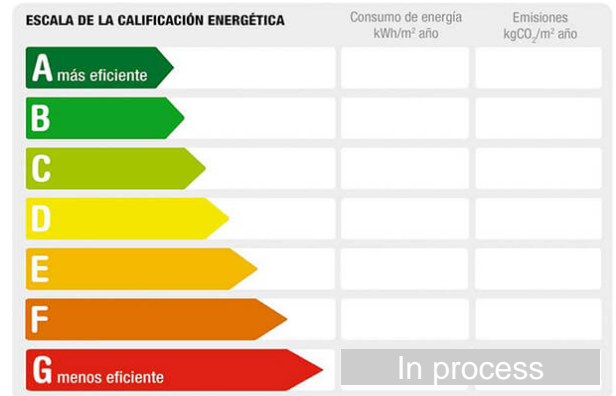 ESCALA DE LA CALIFICACIÓN ENERGÉTICA
Consumo de energía
kWh/m² año
Emisiones
kgCO₂/m² año
A más eficiente
B
C
D
E
F
G menos eficiente
In process